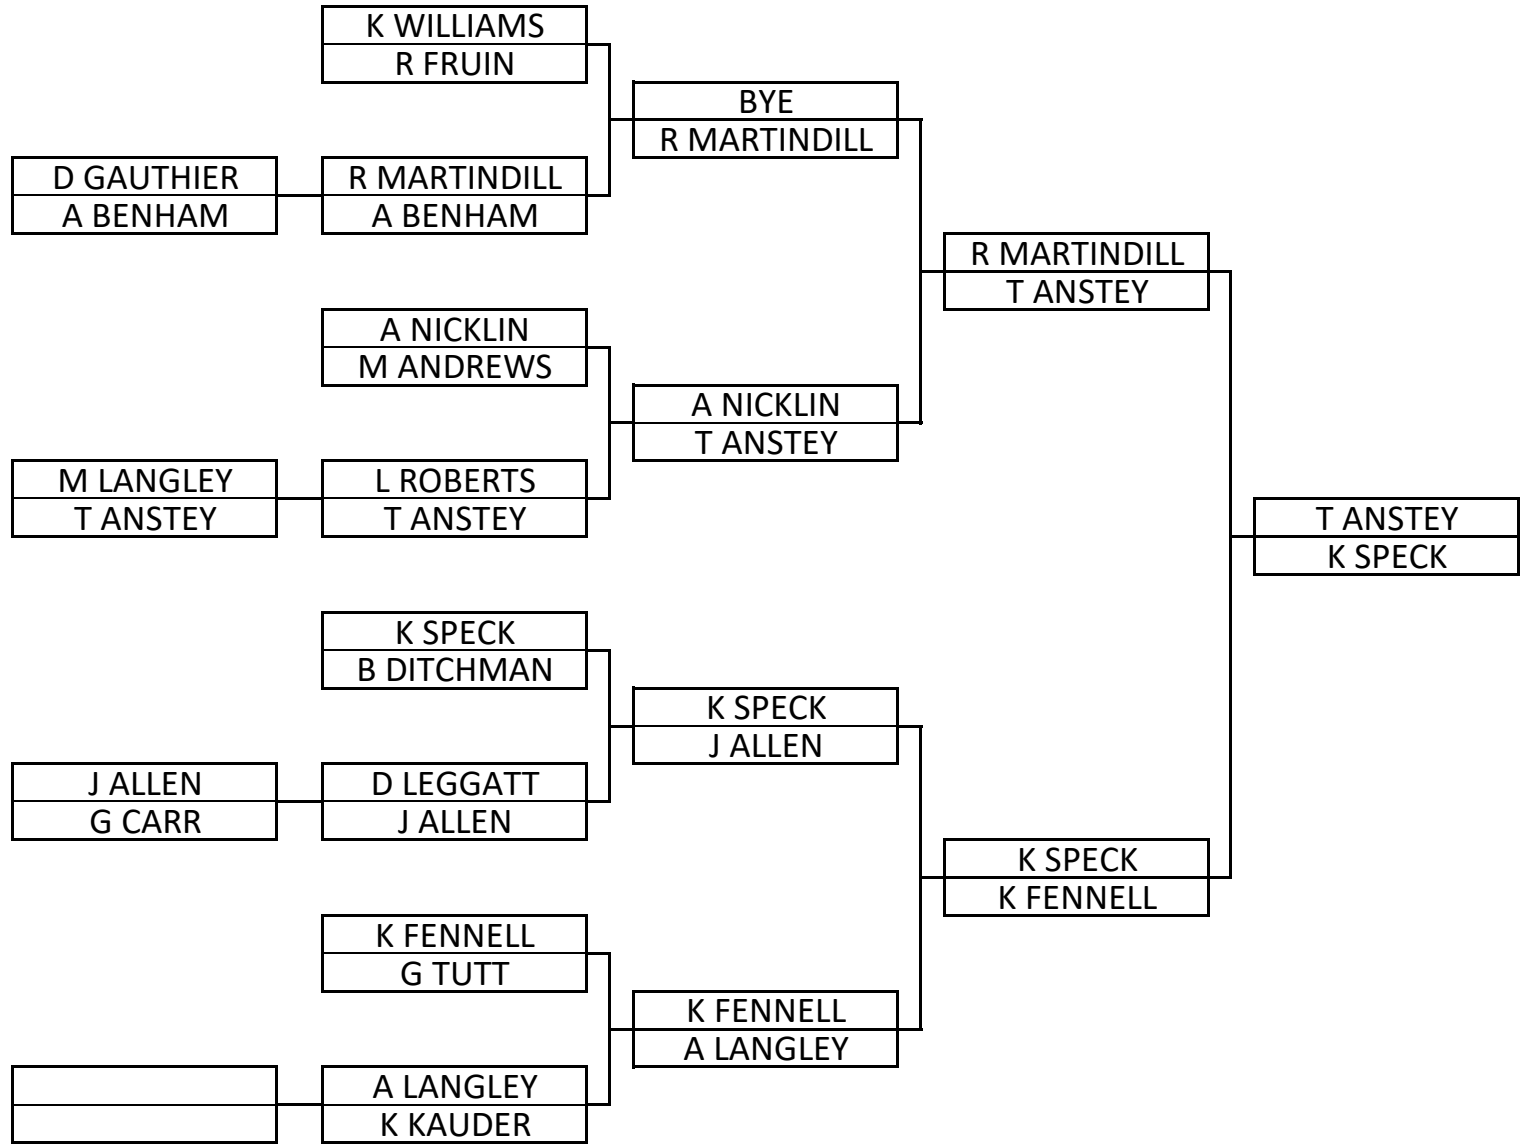 K WILLIAMS
R FRUIN
BYE
R MARTINDILL
D GAUTHIER
A BENHAM
R MARTINDILL
A BENHAM
R MARTINDILL
T ANSTEY
A NICKLIN
M ANDREWS
A NICKLIN
T ANSTEY
M LANGLEY
T ANSTEY
L ROBERTS
T ANSTEY
T ANSTEY
K SPECK
K SPECK
B DITCHMAN
K SPECK
J ALLEN
J ALLEN
G CARR
D LEGGATT
J ALLEN
K SPECK
K FENNELL
K FENNELL
G TUTT
K FENNELL
A LANGLEY
A LANGLEY
K KAUDER